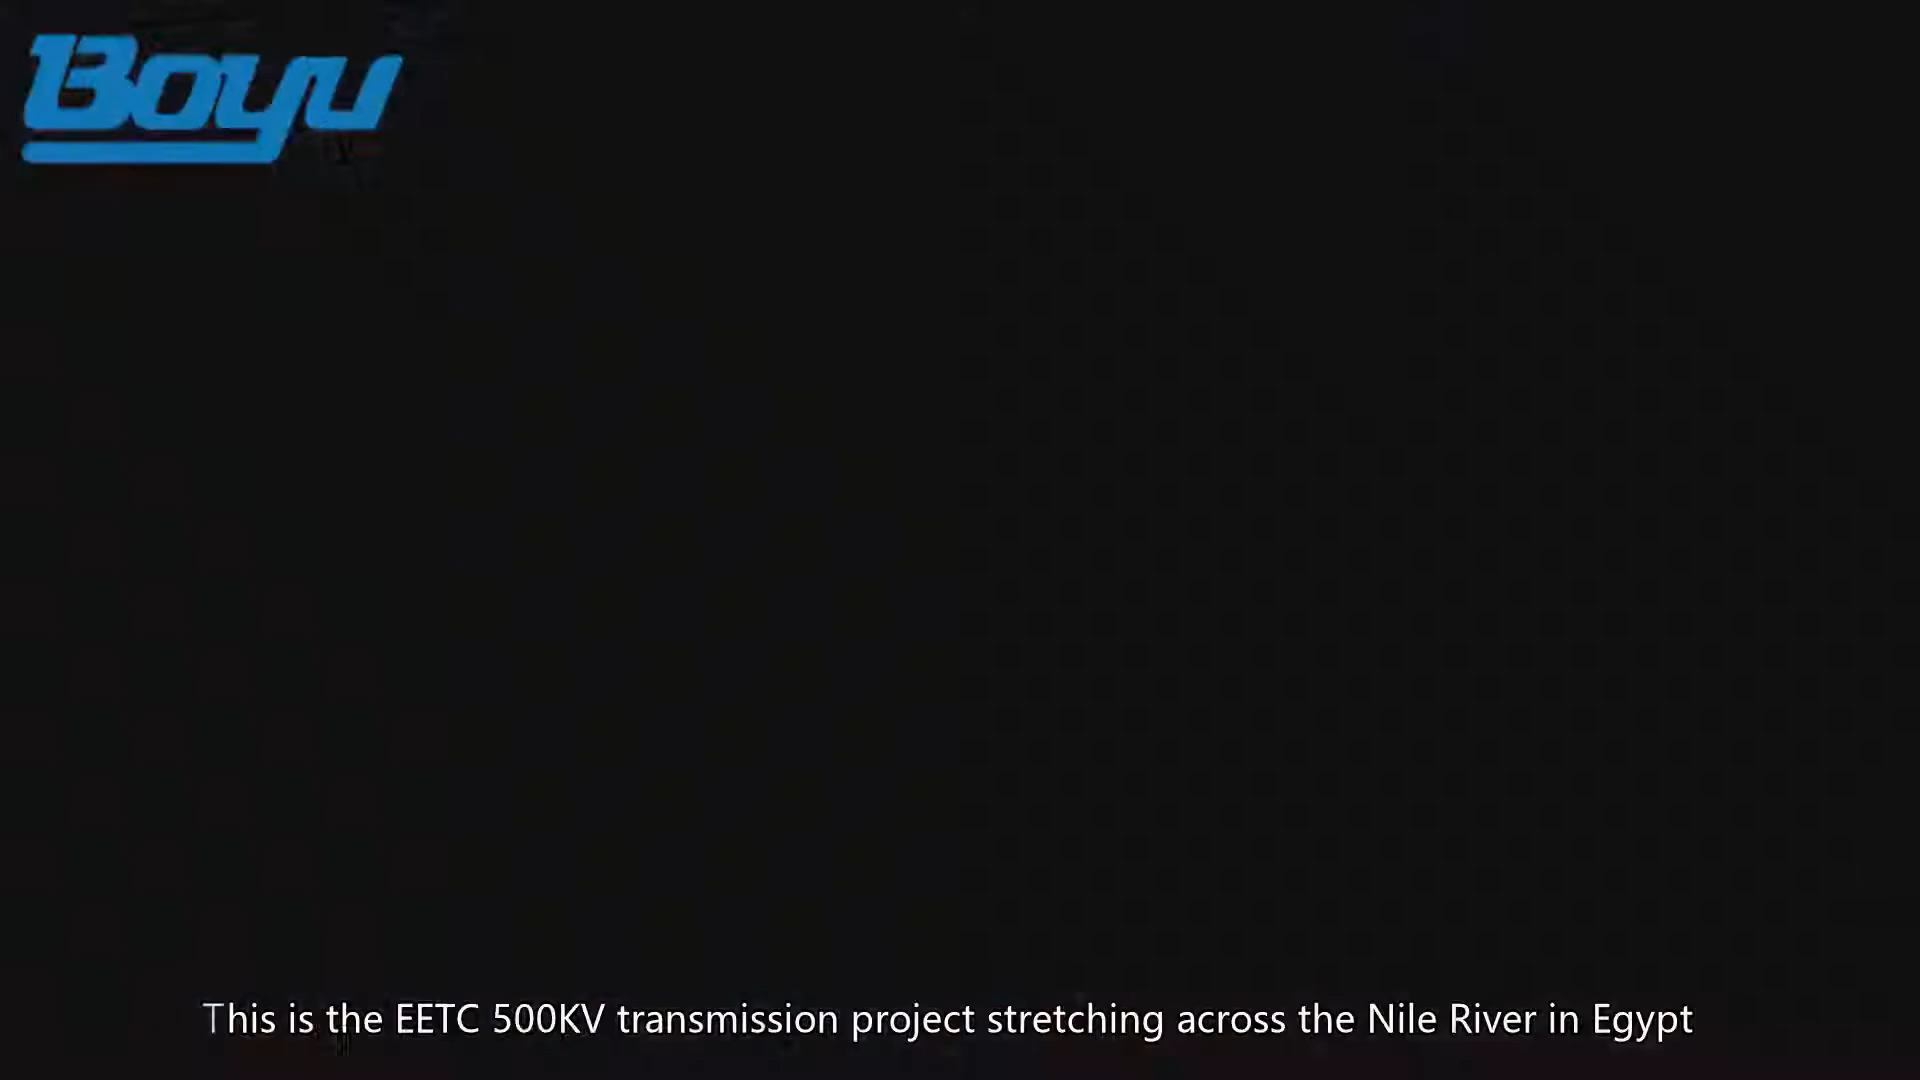 Boyu
This is the EETC 500KV transmission project stretching across the Nile River in Egypt